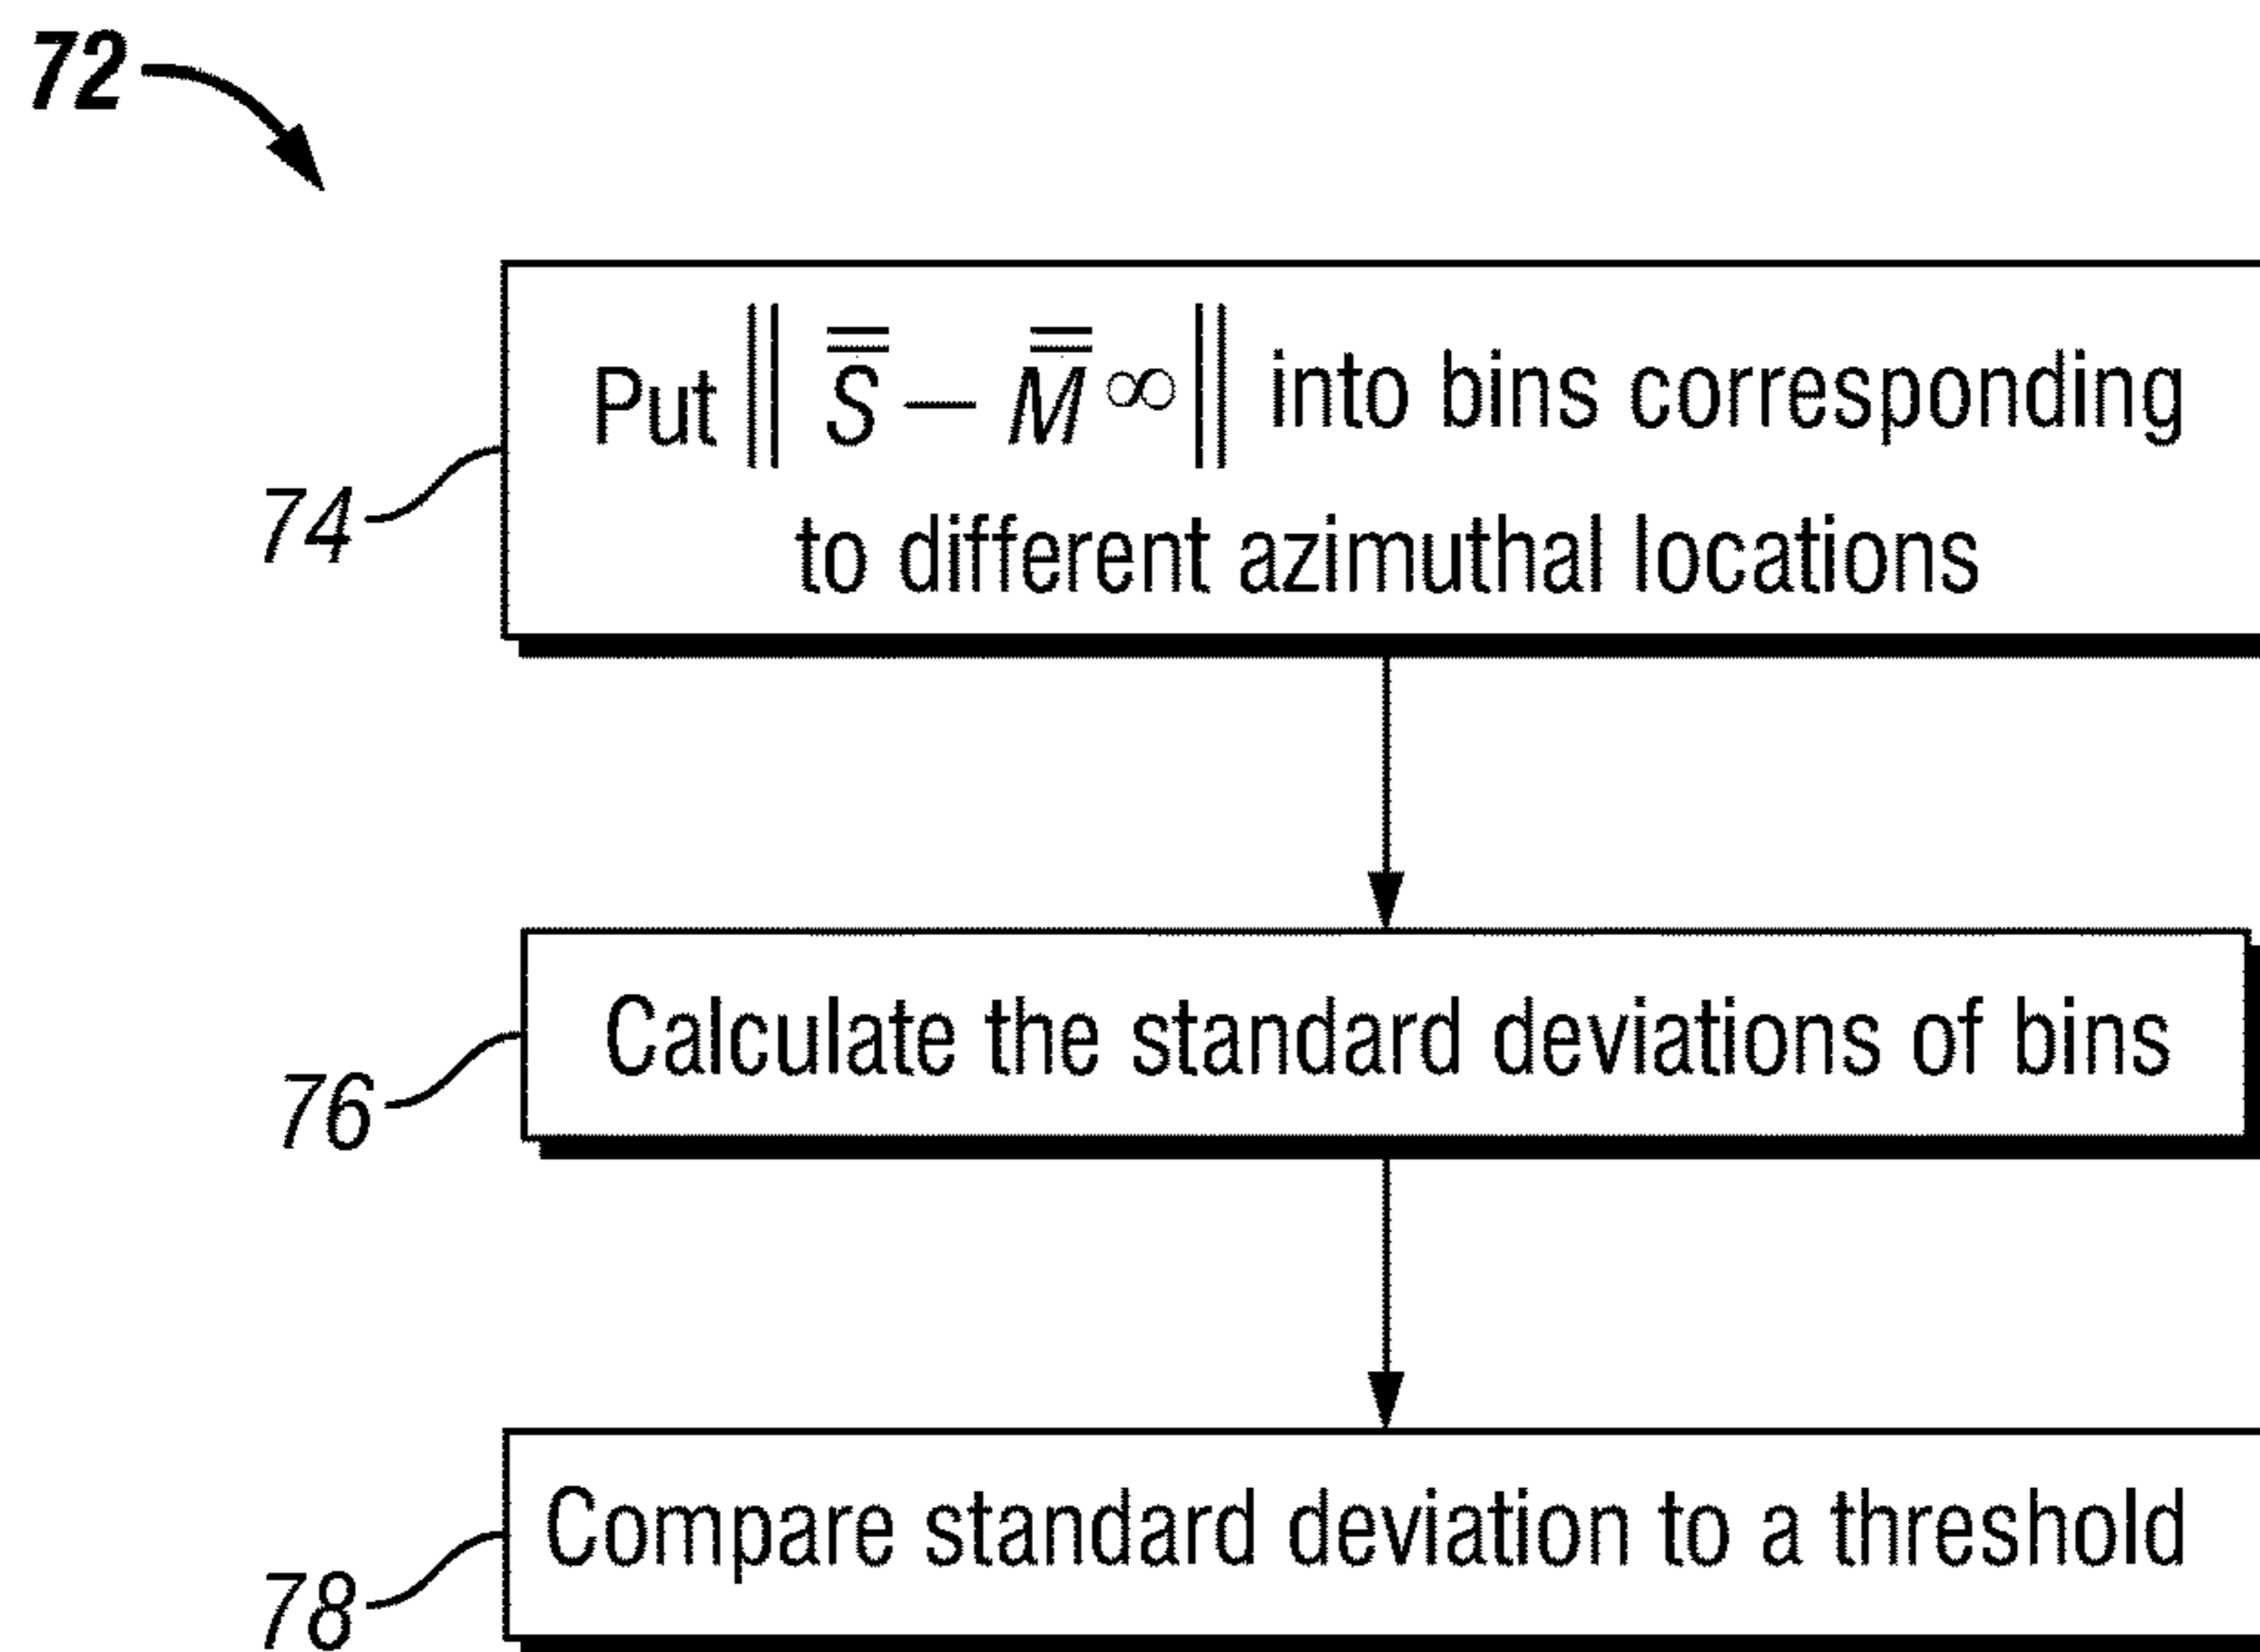 72
Put ‖ S̿ – M̿ ∞ ‖ into bins corresponding
to different azimuthal locations
74
Calculate the standard deviations of bins
76
Compare standard deviation to a threshold
78